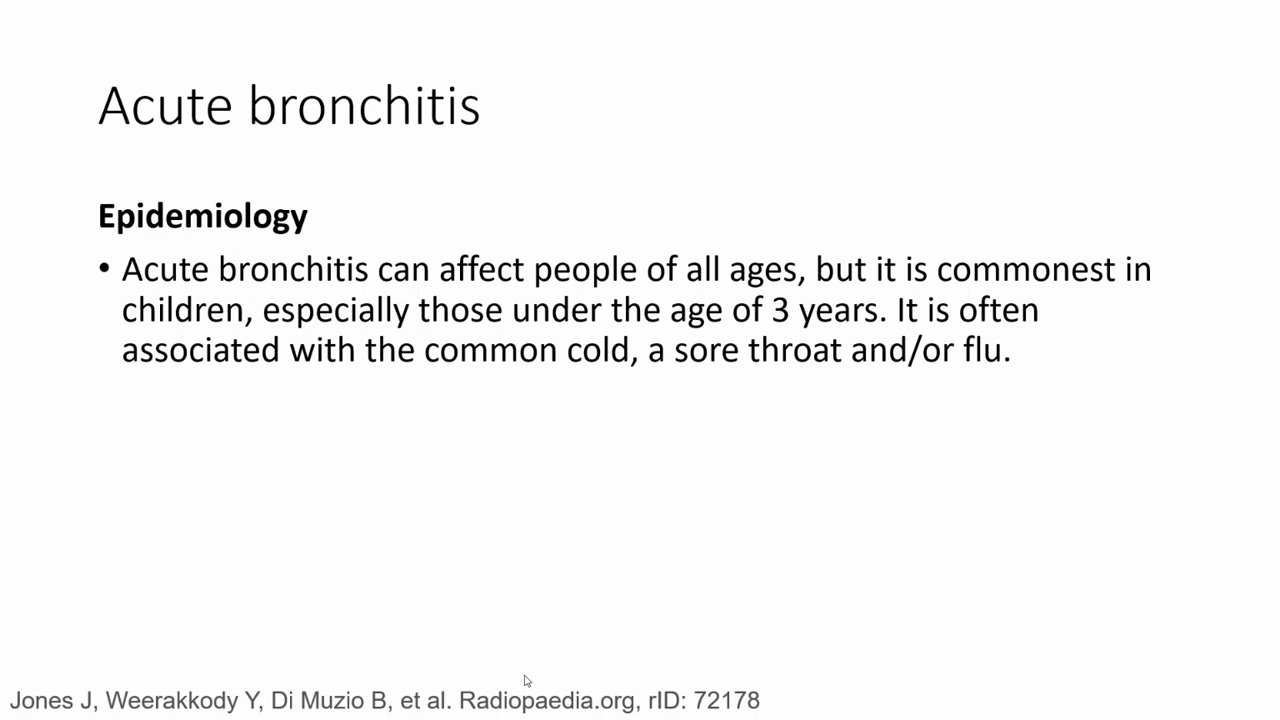 Acute bronchitis
Epidemiology
• Acute bronchitis can affect people of all ages, but it is commonest in
children, especially those under the age of 3 years. It is often
associated with the common cold, a sore throat and/or flu.
Jones J, Weerakkody Y, Di Muzio B, et al. Radiopaedia.org, rID: 72178